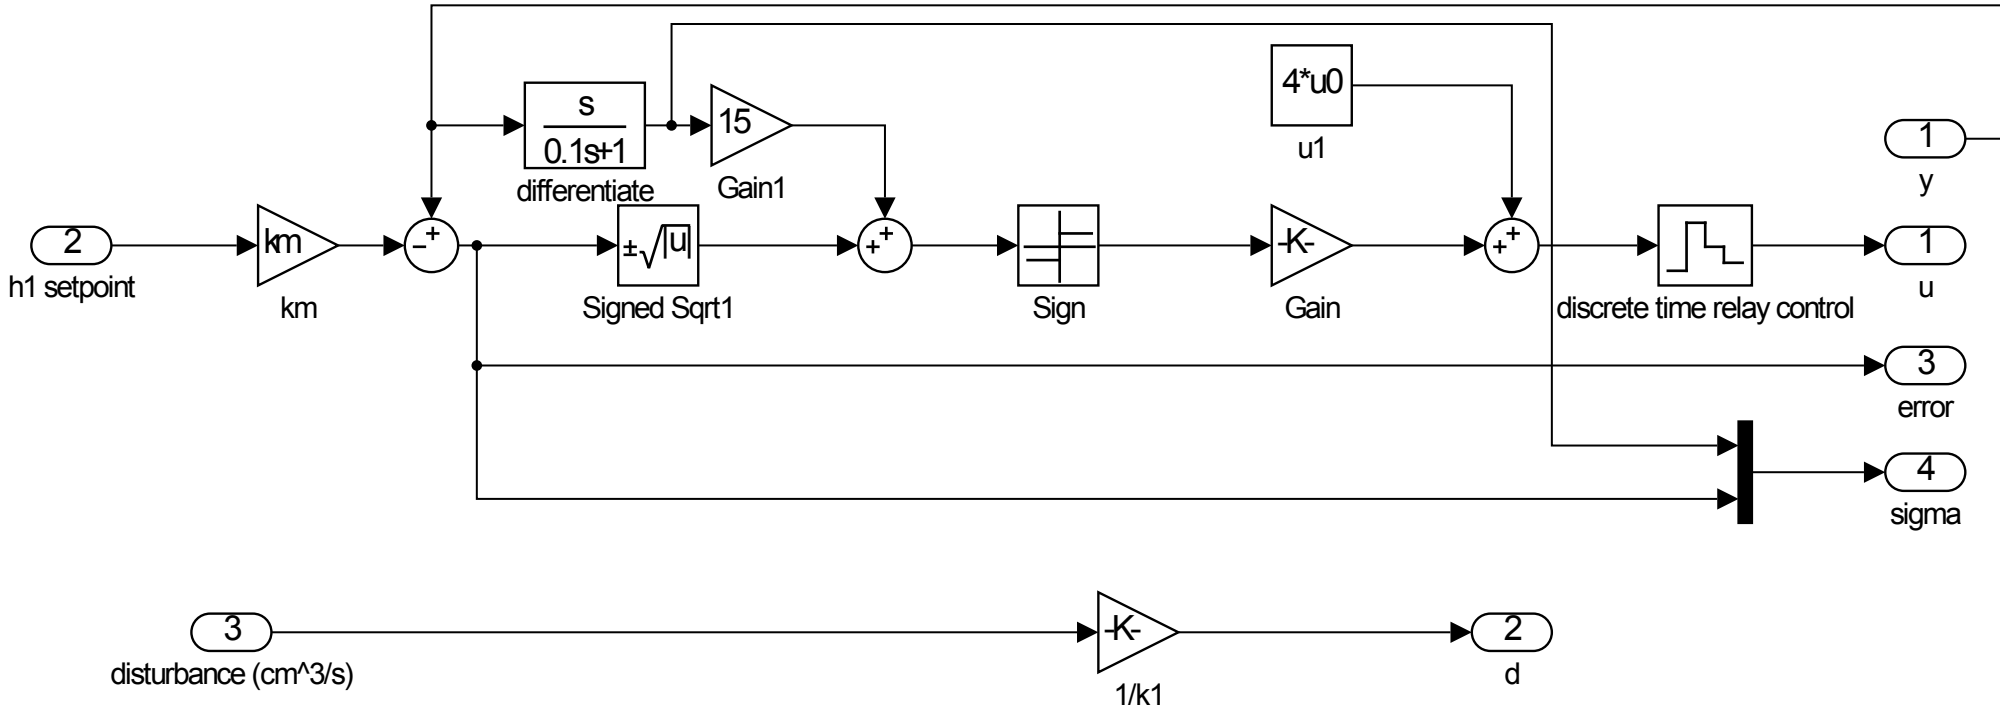 s
0.1s+1
differentiate
15
Gain1
4*u0
u1
1
y
2
h1 setpoint
km
km
− +
±√|u|
Signed Sqrt1
+ +
Sign
-K-
Gain
+ +
discrete time relay control
1
u
3
error
4
sigma
3
disturbance (cm^3/s)
-K-
1/k1
2
d